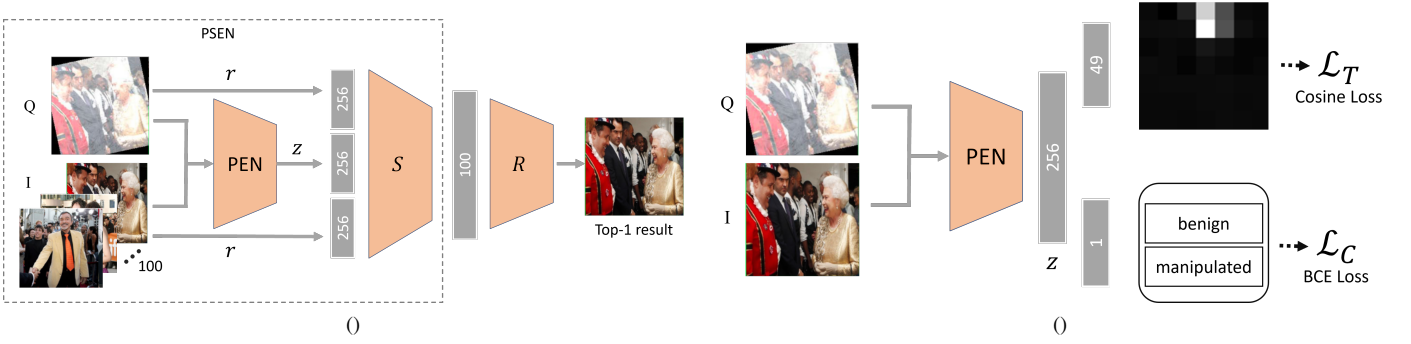 PSEN
Q
r
PEN
z
I
r
100
256
256
256
S
100
R
Top-1 result
()
Q
I
PEN
256
z
49
1
ℒ_T
Cosine Loss
benign
manipulated
ℒ_C
BCE Loss
()